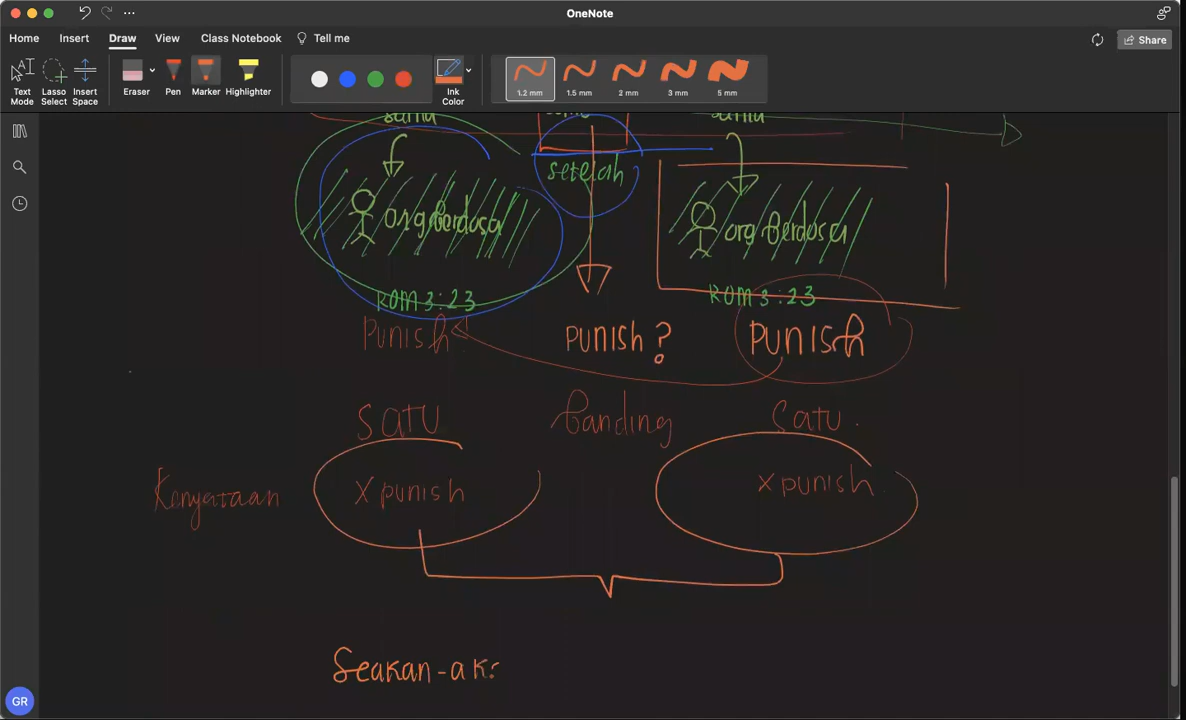 OneNote
Home Insert Draw View Class Notebook Tell me
Share
Text Mode
Lasso Select
Insert Space
Eraser
Pen
Marker
Highlighter
Ink Color
1.2 mm
1.5 mm
2 mm
3 mm
5 mm
sama sama
setelah
org berdosa org berdosa
ROM 3:23 ROM 3:23
PUNISh PUNISH? PUNISh
SATU banding Satu.
Kenyataan X punish X punish
Seakan-ak
GR